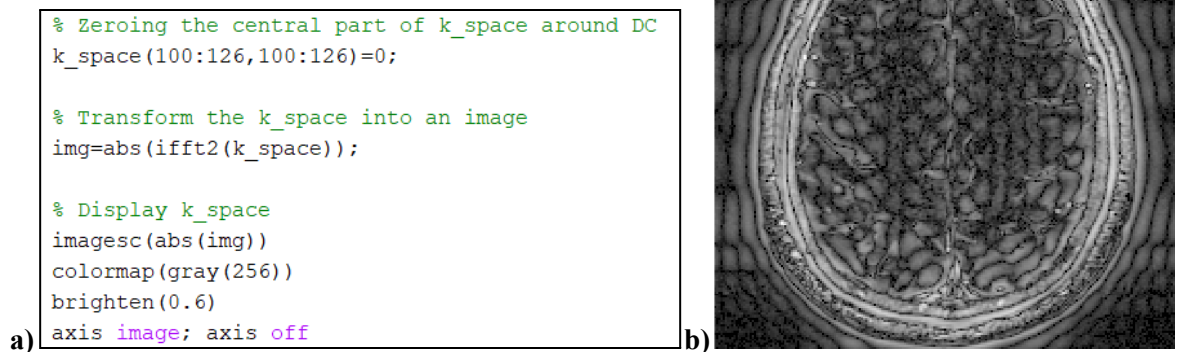 % Zeroing the central part of k_space around DC
k_space(100:126,100:126)=0;
% Transform the k_space into an image
img=abs(ifft2(k_space));
% Display k_space
imagesc(abs(img))
colormap(gray(256))
brighten(0.6)
axis image; axis off
a)
b)